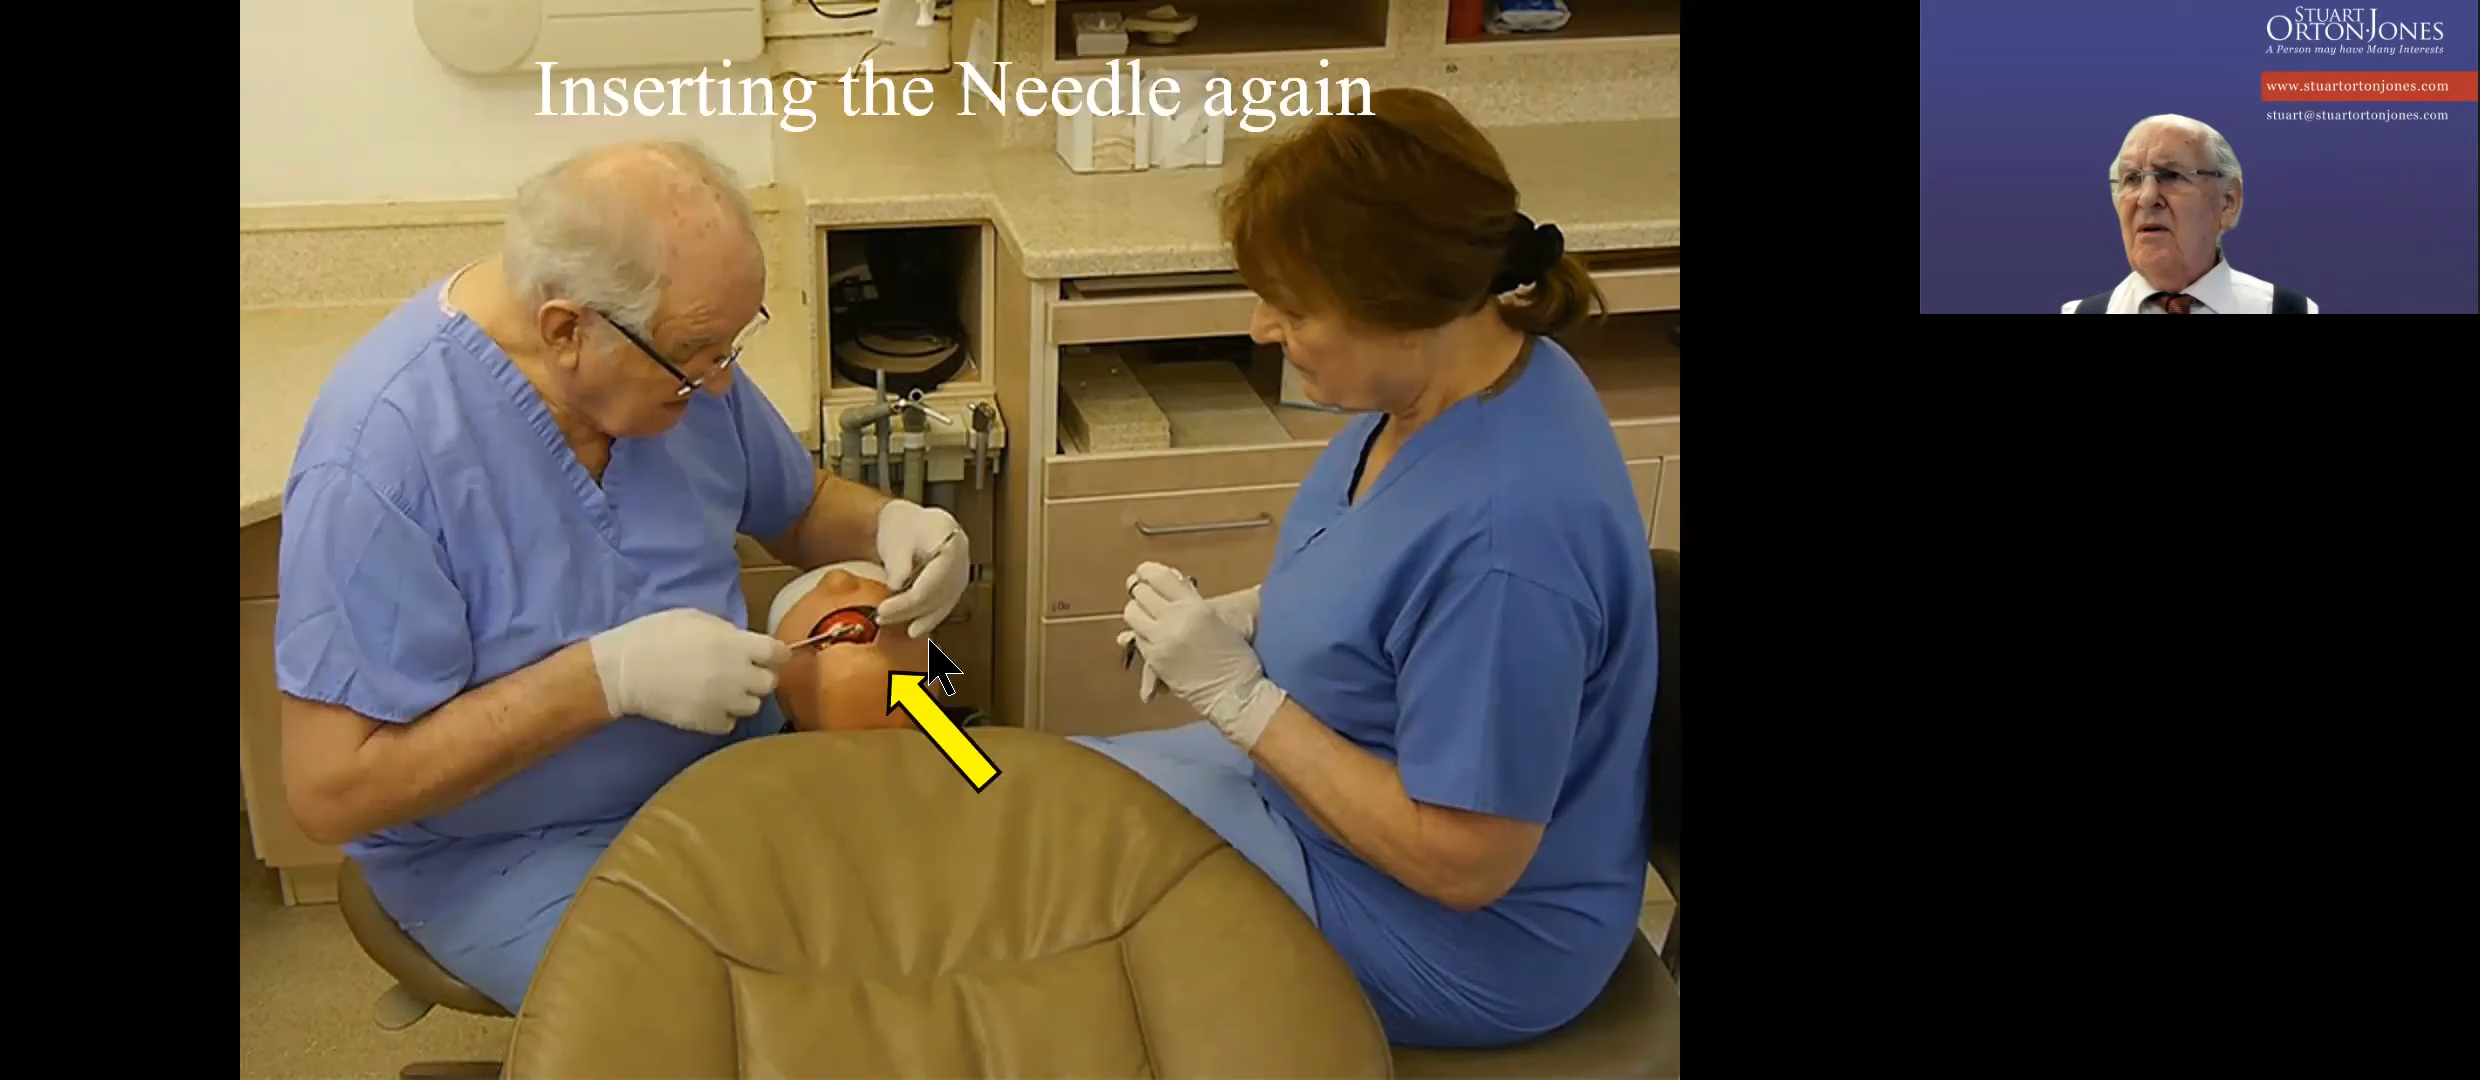 Inserting the Needle again
STUART
ORTON-JONES
A Person may have Many Interests
www.stuartortonjones.com
stuart@stuartortonjones.com